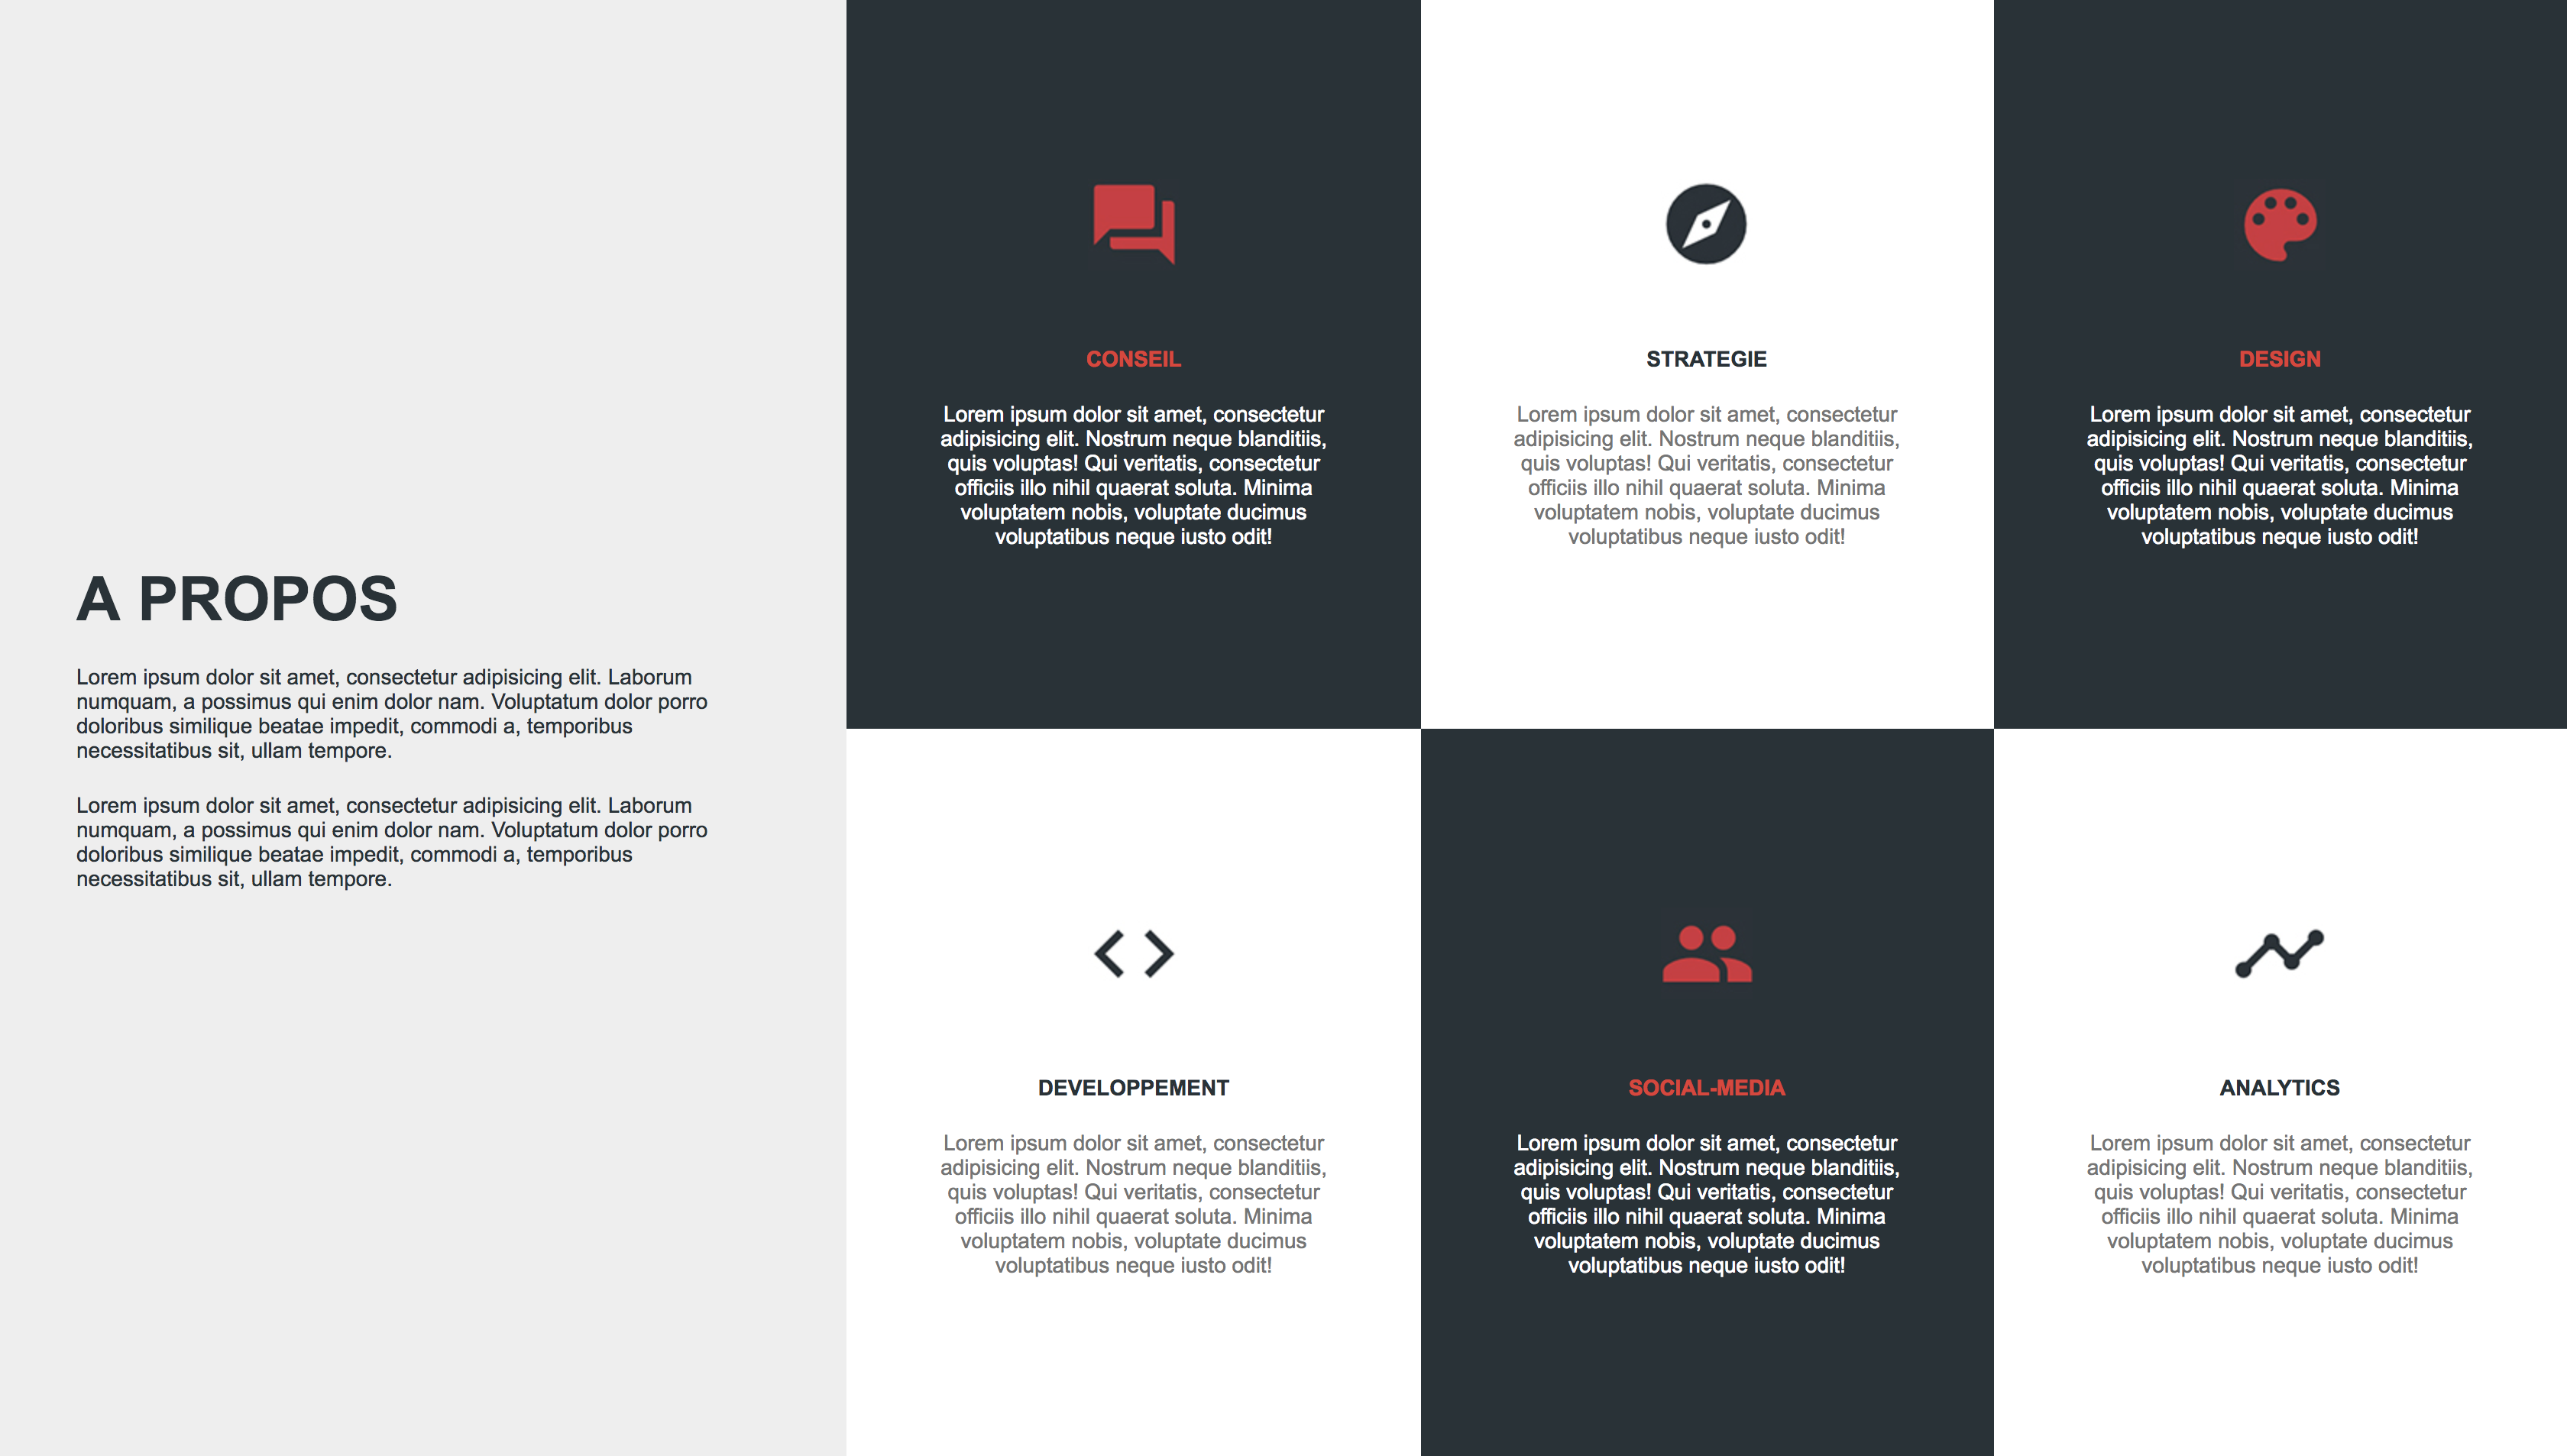 A PROPOS
Lorem ipsum dolor sit amet, consectetur adipisicing elit. Laborum
numquam, a possimus qui enim dolor nam. Voluptatum dolor porro
doloribus similique beatae impedit, commodi a, temporibus
necessitatibus sit, ullam tempore.
Lorem ipsum dolor sit amet, consectetur adipisicing elit. Laborum
numquam, a possimus qui enim dolor nam. Voluptatum dolor porro
doloribus similique beatae impedit, commodi a, temporibus
necessitatibus sit, ullam tempore.
CONSEIL
Lorem ipsum dolor sit amet, consectetur
adipisicing elit. Nostrum neque blanditiis,
quis voluptas! Qui veritatis, consectetur
officiis illo nihil quaerat soluta. Minima
voluptatem nobis, voluptate ducimus
voluptatibus neque iusto odit!
STRATEGIE
Lorem ipsum dolor sit amet, consectetur
adipisicing elit. Nostrum neque blanditiis,
quis voluptas! Qui veritatis, consectetur
officiis illo nihil quaerat soluta. Minima
voluptatem nobis, voluptate ducimus
voluptatibus neque iusto odit!
DESIGN
Lorem ipsum dolor sit amet, consectetur
adipisicing elit. Nostrum neque blanditiis,
quis voluptas! Qui veritatis, consectetur
officiis illo nihil quaerat soluta. Minima
voluptatem nobis, voluptate ducimus
voluptatibus neque iusto odit!
DEVELOPPEMENT
Lorem ipsum dolor sit amet, consectetur
adipisicing elit. Nostrum neque blanditiis,
quis voluptas! Qui veritatis, consectetur
officiis illo nihil quaerat soluta. Minima
voluptatem nobis, voluptate ducimus
voluptatibus neque iusto odit!
SOCIAL-MEDIA
Lorem ipsum dolor sit amet, consectetur
adipisicing elit. Nostrum neque blanditiis,
quis voluptas! Qui veritatis, consectetur
officiis illo nihil quaerat soluta. Minima
voluptatem nobis, voluptate ducimus
voluptatibus neque iusto odit!
ANALYTICS
Lorem ipsum dolor sit amet, consectetur
adipisicing elit. Nostrum neque blanditiis,
quis voluptas! Qui veritatis, consectetur
officiis illo nihil quaerat soluta. Minima
voluptatem nobis, voluptate ducimus
voluptatibus neque iusto odit!